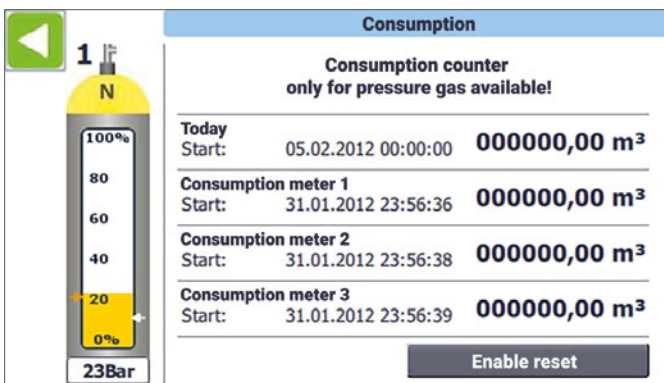 Consumption
1
N
100%
80
60
40
20
0%
23Bar
Consumption counter
only for pressure gas available!
Today
Start: 05.02.2012 00:00:00 000000,00 m³
Consumption meter 1
Start: 31.01.2012 23:56:36 000000,00 m³
Consumption meter 2
Start: 31.01.2012 23:56:38 000000,00 m³
Consumption meter 3
Start: 31.01.2012 23:56:39 000000,00 m³
Enable reset